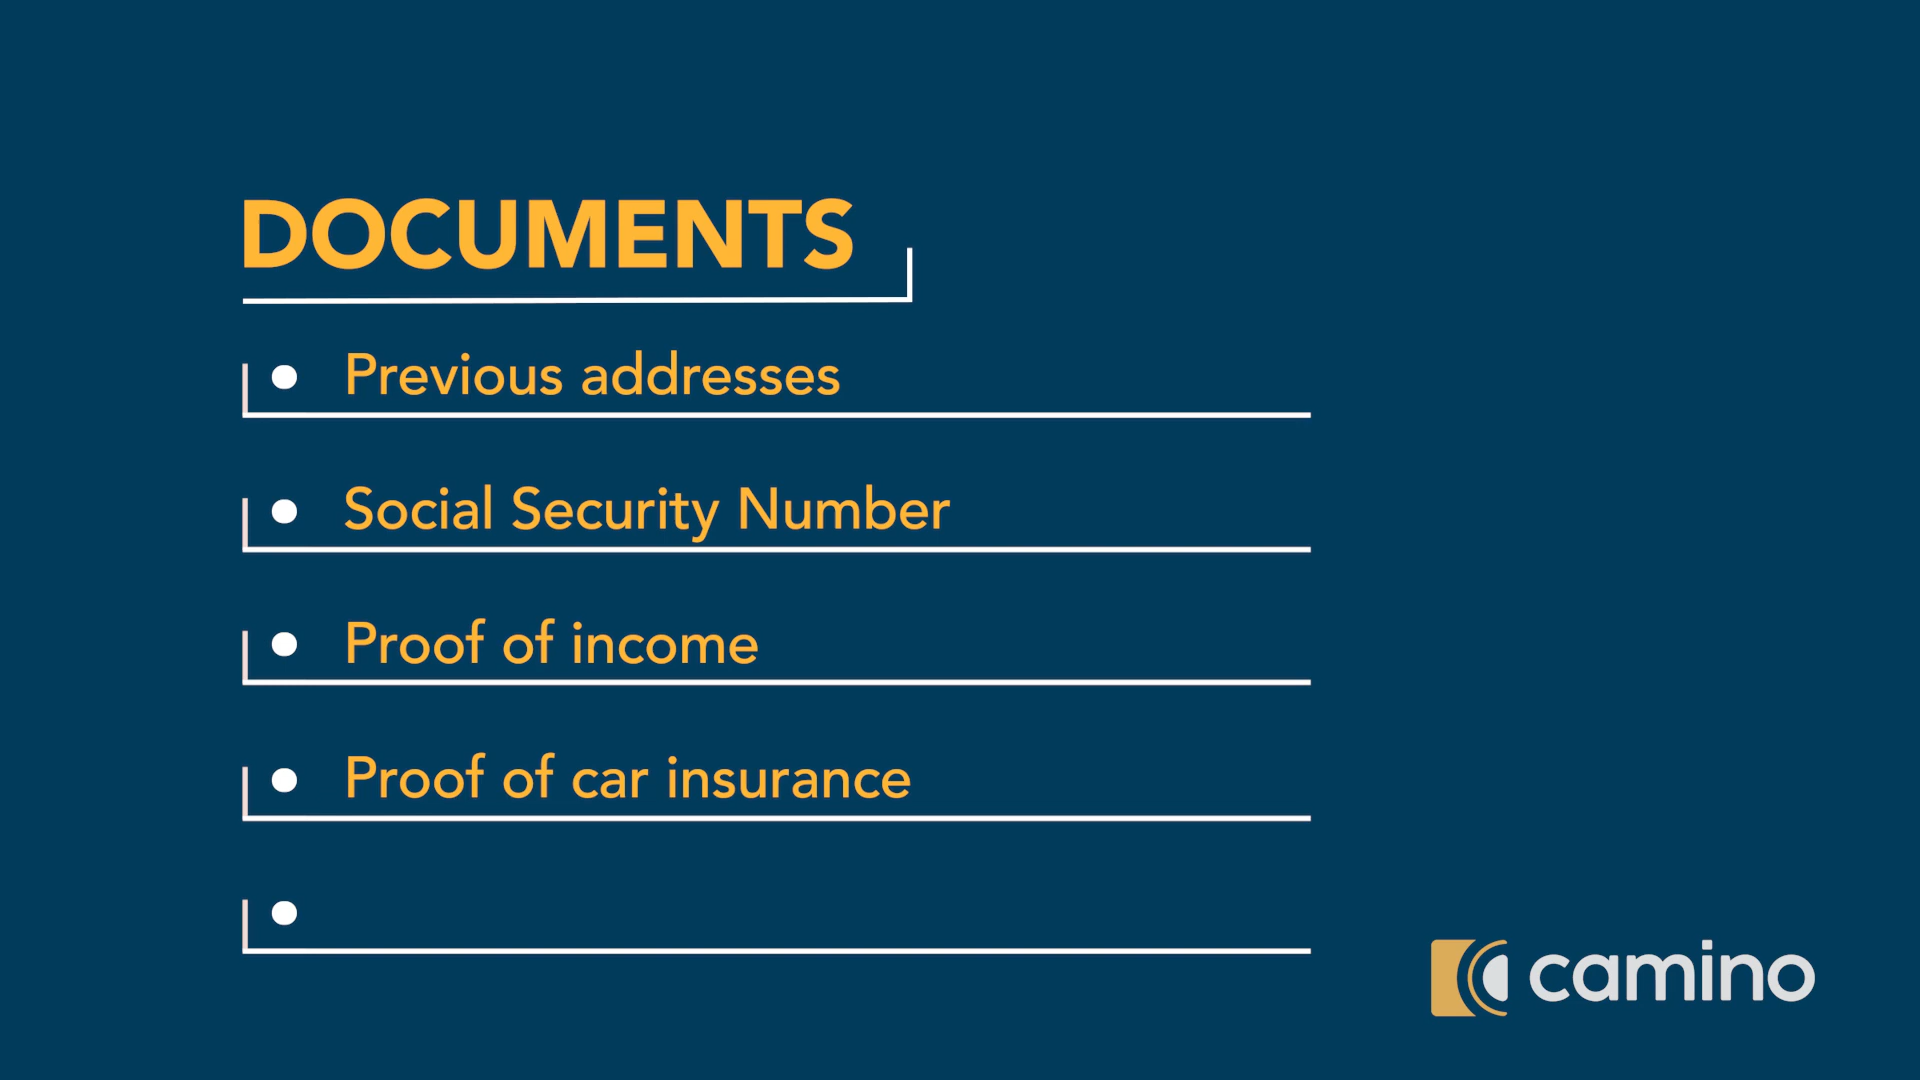 DOCUMENTS
Previous addresses
Social Security Number
Proof of income
Proof of car insurance
camino